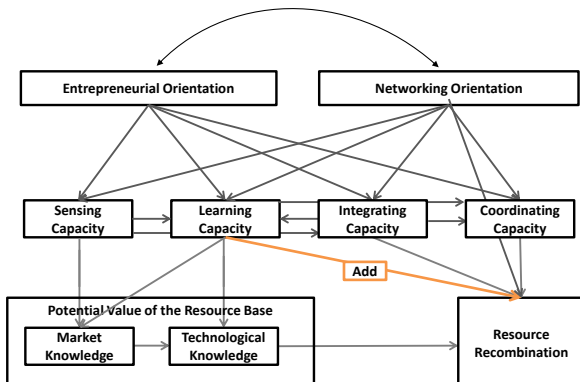 Entrepreneurial Orientation
Networking Orientation
Sensing
Capacity
Learning
Capacity
Integrating
Capacity
Coordinating
Capacity
Add
Potential Value of the Resource Base
Market
Knowledge
Technological
Knowledge
Resource
Recombination